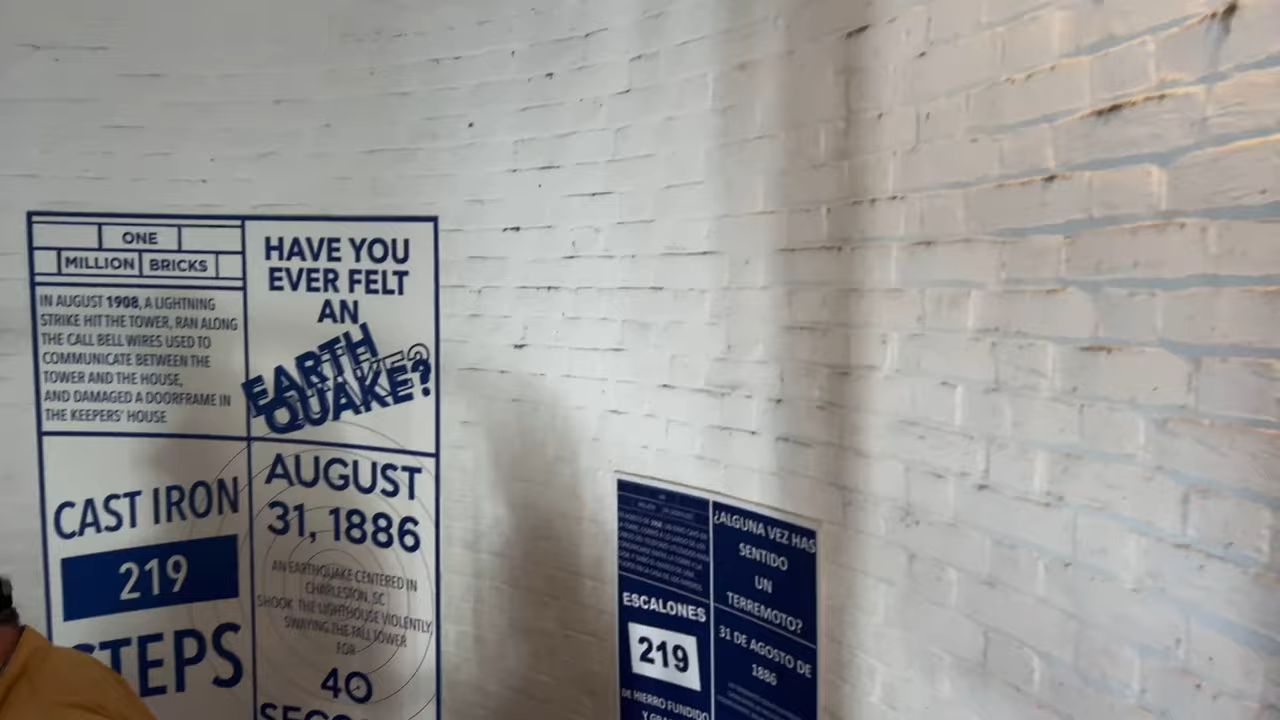 ONE
MILLION BRICKS
IN AUGUST 1908, A LIGHTNING
STRIKE HIT THE TOWER, RAN ALONG
THE CALL BELL WIRES USED TO
COMMUNICATE BETWEEN THE
TOWER AND THE HOUSE,
AND DAMAGED A DOORFRAME IN
THE KEEPERS' HOUSE
CAST IRON
219
STEPS
HAVE YOU
EVER FELT
AN
EARTH
QUAKE?
AUGUST
31, 1886
AN EARTHQUAKE CENTERED IN
CHARLESTON, SC
SHOOK THE LIGHTHOUSE VIOLENTLY
SWAYING THE TALL TOWER
FOR
40
ESCALONES
219
DE HIERRO FUNDIDO
¿ALGUNA VEZ HAS
SENTIDO
UN
TERREMOTO?
31 DE AGOSTO DE
1886